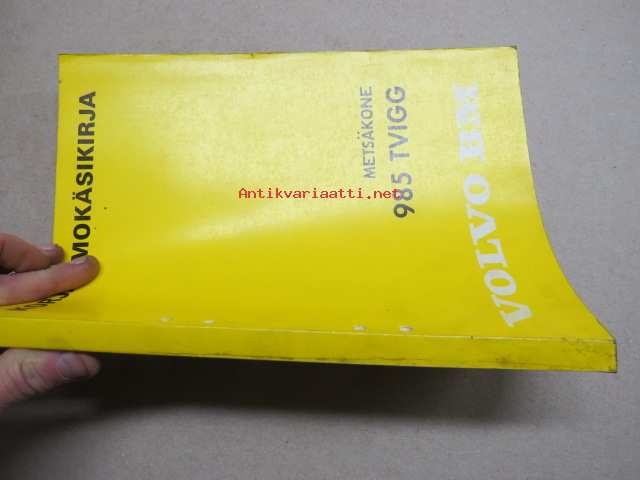 VOLVO BM
METSÄKONE
985 TVIGG
MOKÄSIKIRJA
Antikvariaatti.net